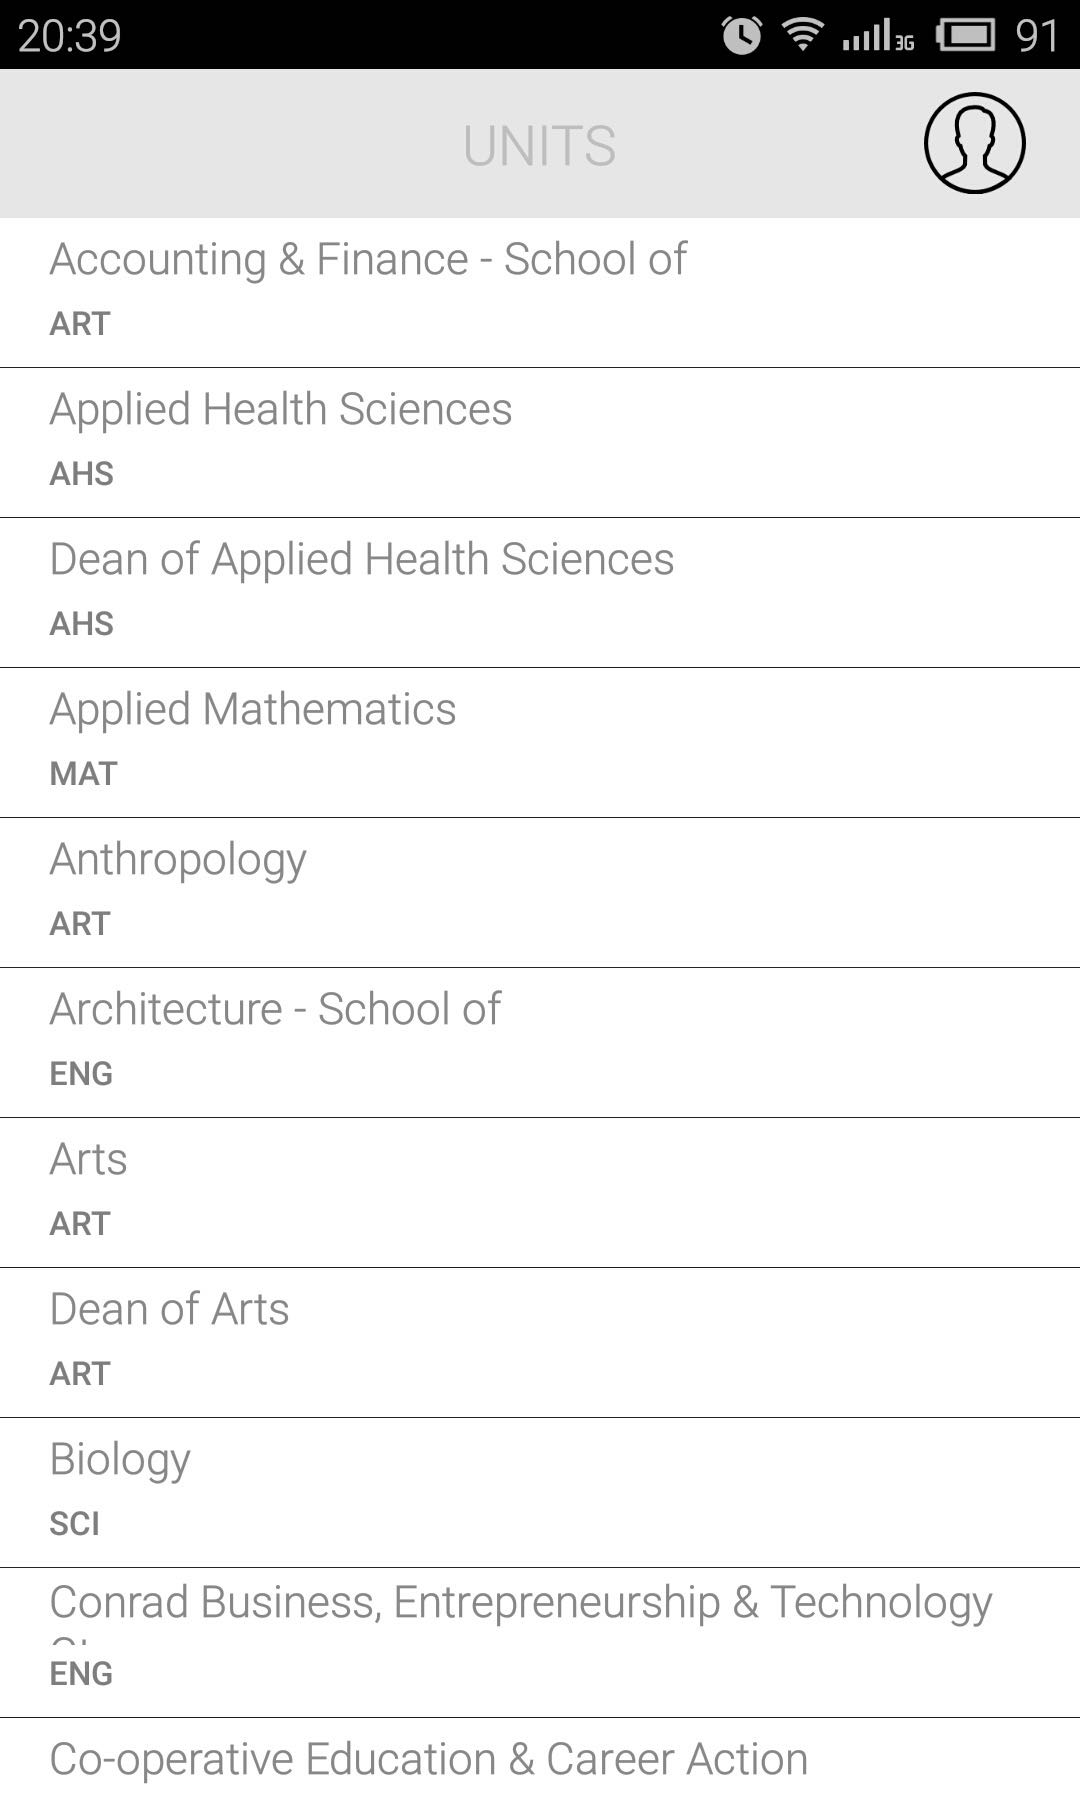 20:39
3G
91
UNITS
Accounting & Finance - School of
ART
Applied Health Sciences
AHS
Dean of Applied Health Sciences
AHS
Applied Mathematics
MAT
Anthropology
ART
Architecture - School of
ENG
Arts
ART
Dean of Arts
ART
Biology
SCI
Conrad Business, Entrepreneurship & Technology
ENG
Co-operative Education & Career Action